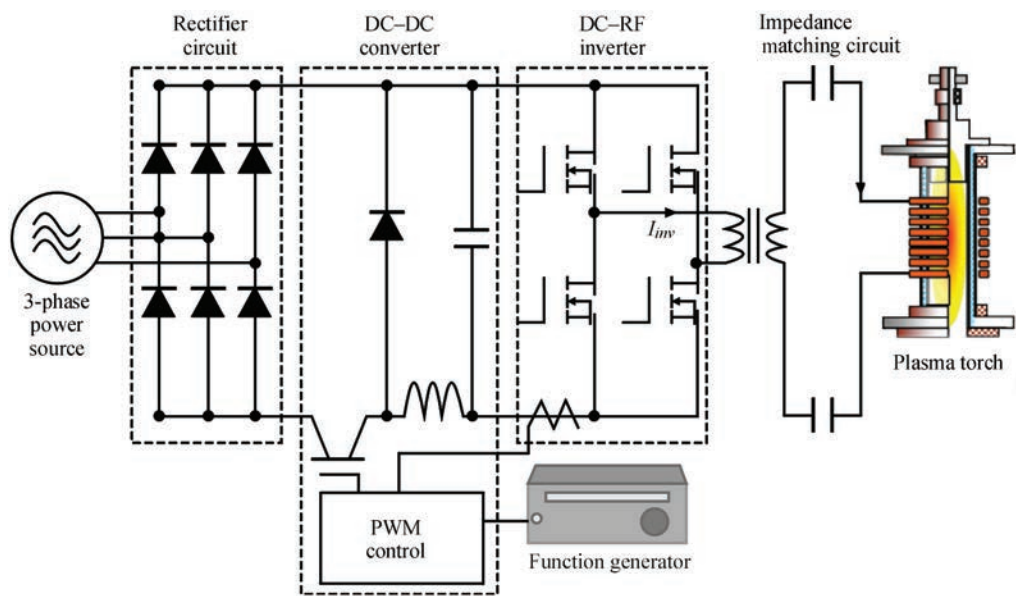 Rectifier
circuit
DC–DC
converter
DC–RF
inverter
Impedance
matching circuit
3-phase
power
source
I_inv
Plasma torch
PWM
control
Function generator